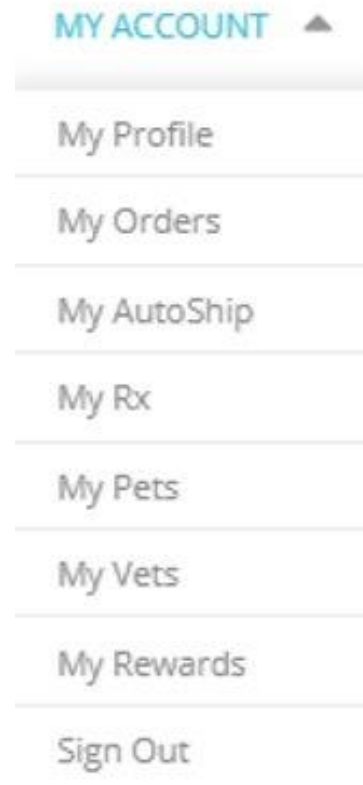 MY ACCOUNT
My Profile
My Orders
My AutoShip
My Rx
My Pets
My Vets
My Rewards
Sign Out